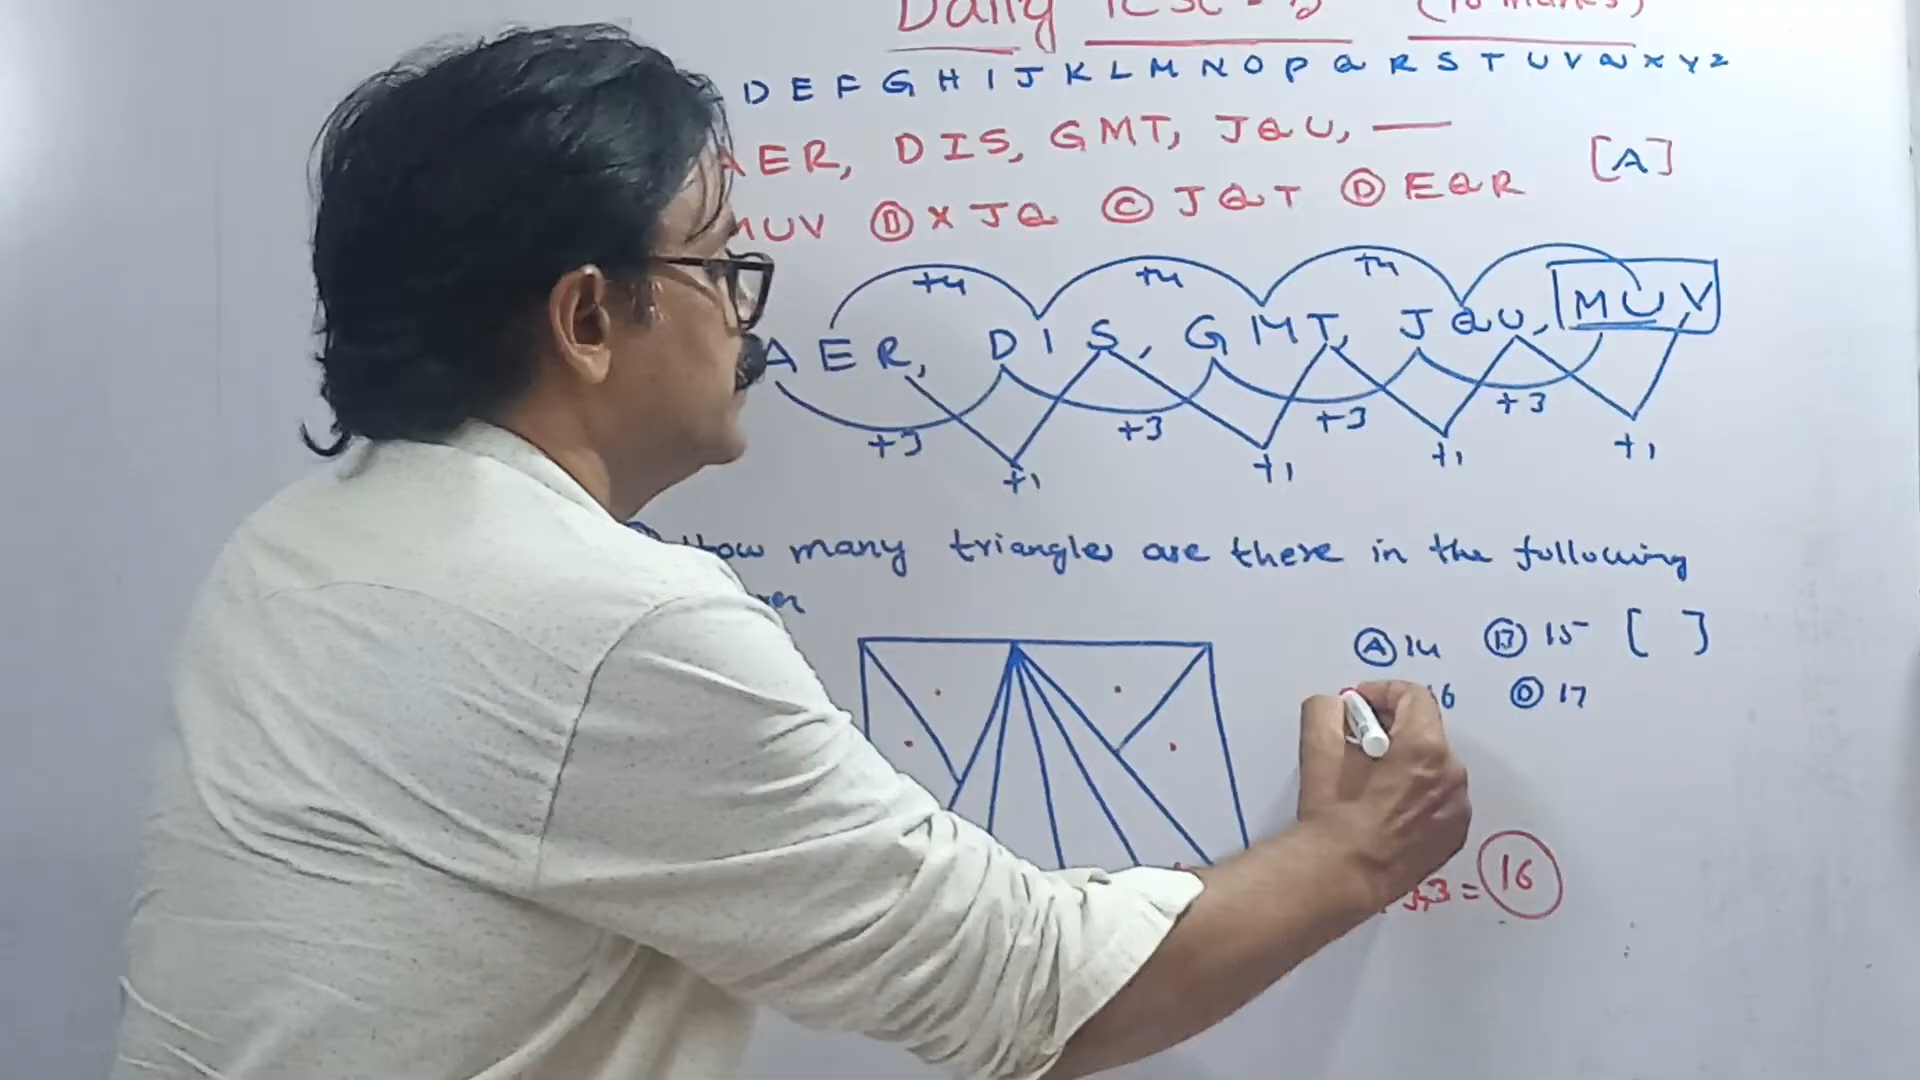 Daily Test - (10 marks)
D E F G H I J K L M N O P Q R S T U V W X Y Z
AER, DIS, GMT, JQU, —
[A]
MUV Ⓑ XJQ Ⓒ JQT Ⓓ EQR
+4 +4 +4
AER, DIS, GMT, JQU, MUV
+3 +3 +3 +3
+1 +1 +1 +1
How many triangles are there in the following
Ⓐ 14 Ⓑ 15 [ ]
16 Ⓓ 17
= 16